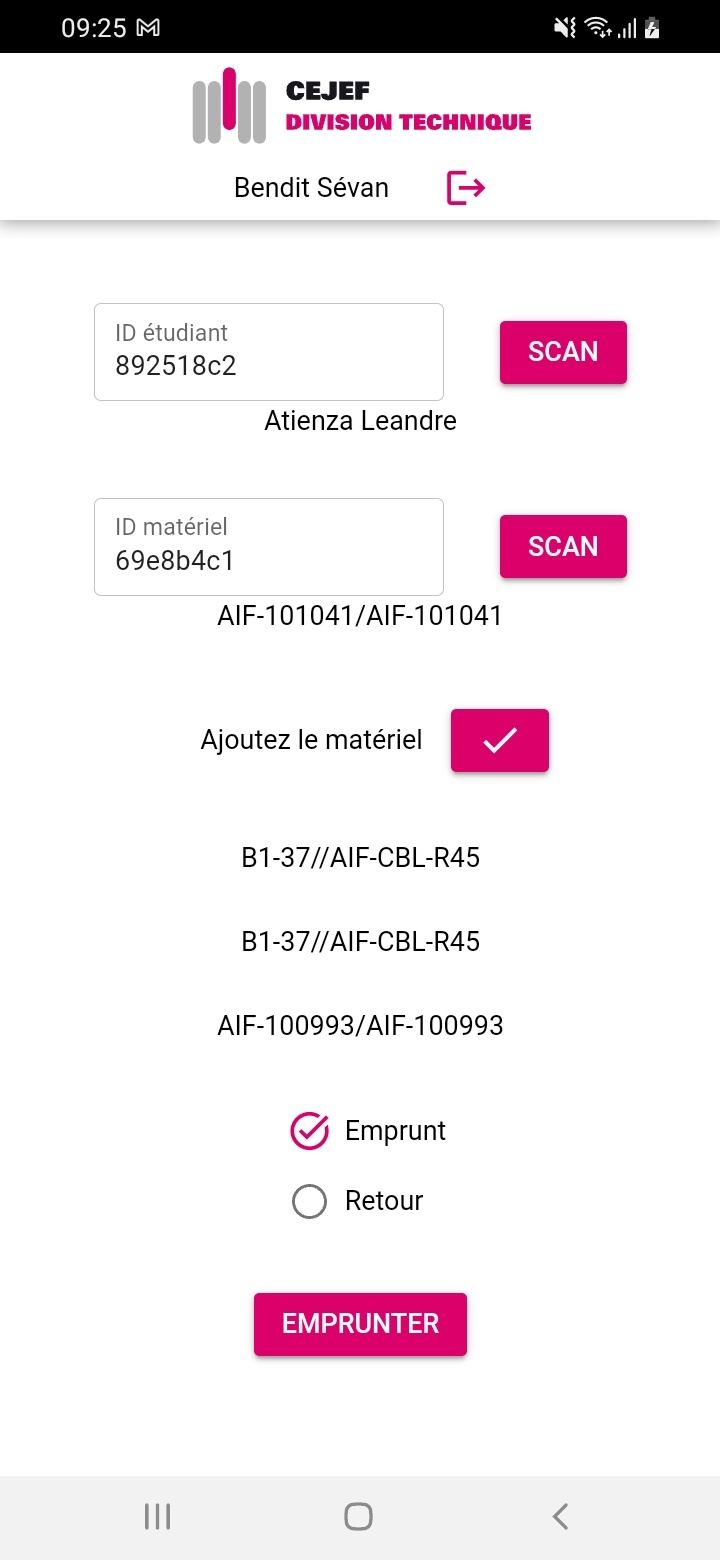 09:25
CEJEF
DIVISION TECHNIQUE
Bendit Sévan
ID étudiant
892518c2
SCAN
Atienza Leandre
ID matériel
69e8b4c1
SCAN
AIF-101041/AIF-101041
Ajoutez le matériel
B1-37//AIF-CBL-R45
B1-37//AIF-CBL-R45
AIF-100993/AIF-100993
Emprunt
Retour
EMPRUNTER